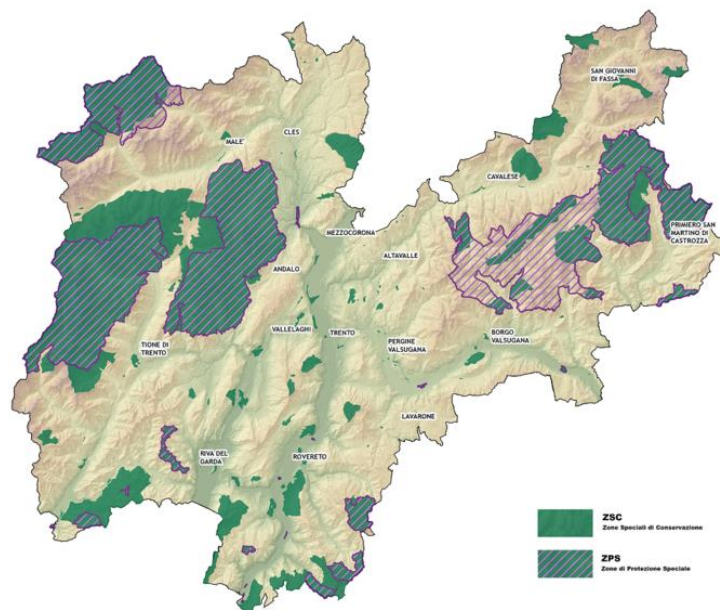 SAN GIOVANNI
DI FASSA
CLES
MALE'
CAVALESE
PRIMIERO SAN
MARTINO DI
CASTROZZA
MEZZOCORONA
ALTAVALLE
ANDALO
VALLELAGHI
TRENTO
BORGO
VALSUGANA
PERGINE
VALSUGANA
TIONE DI
TRENTO
LAVARONE
RIVA DEL
GARDA
ROVERETO
ZSC
Zone Speciali di Conservazione
ZPS
Zone di Protezione Speciale